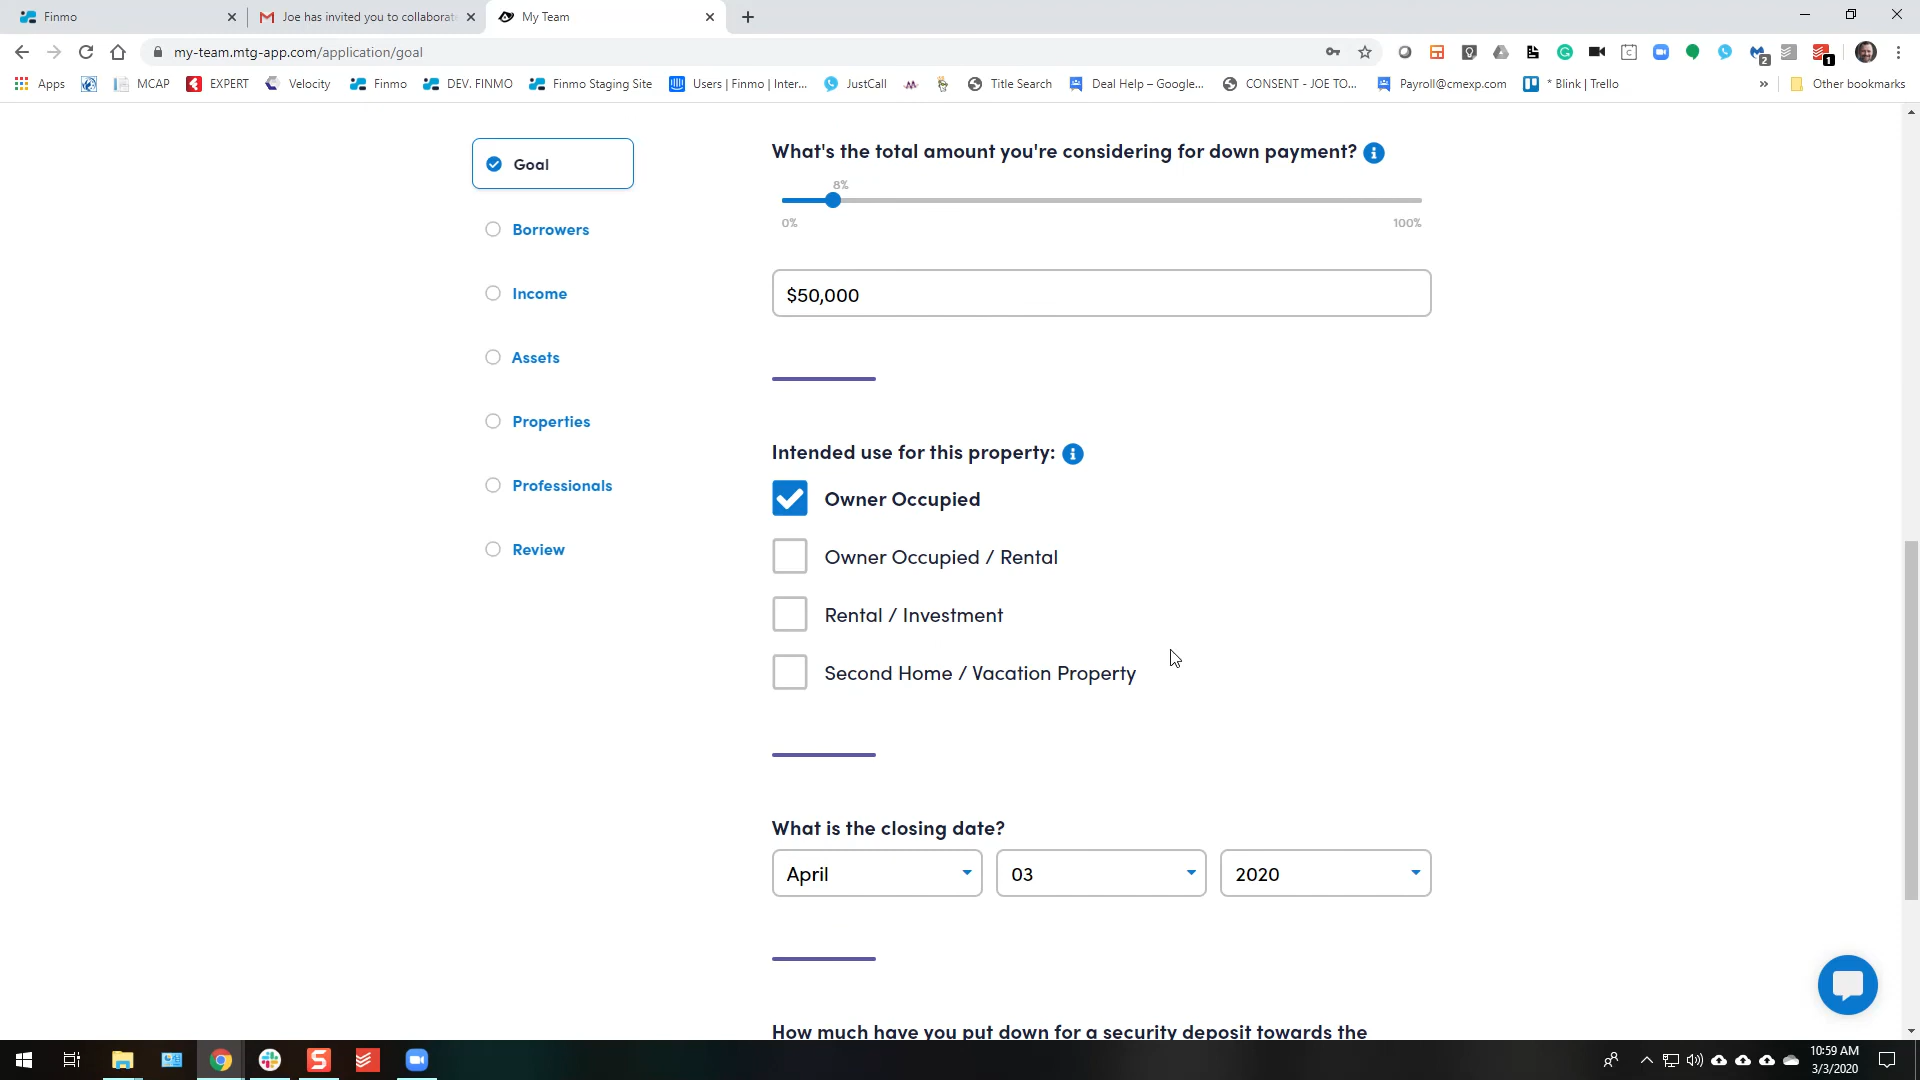 Finmo
Joe has invited you to collaborat
My Team
my-team.mtg-app.com/application/goal
Apps
MCAP
EXPERT
Velocity
Finmo
DEV. FINMO
Finmo Staging Site
Users | Finmo | Inter...
JustCall
Title Search
Deal Help – Google...
CONSENT - JOE TO...
Payroll@cmexp.com
* Blink | Trello
»
Other bookmarks
2
1
Goal
Borrowers
Income
Assets
Properties
Professionals
Review
What's the total amount you're considering for down payment?
8%
0%
100%
$50,000
Intended use for this property:
Owner Occupied
Owner Occupied / Rental
Rental / Investment
Second Home / Vacation Property
What is the closing date?
April
03
2020
How much have you put down for a security deposit towards the
10:59 AM
3/3/2020